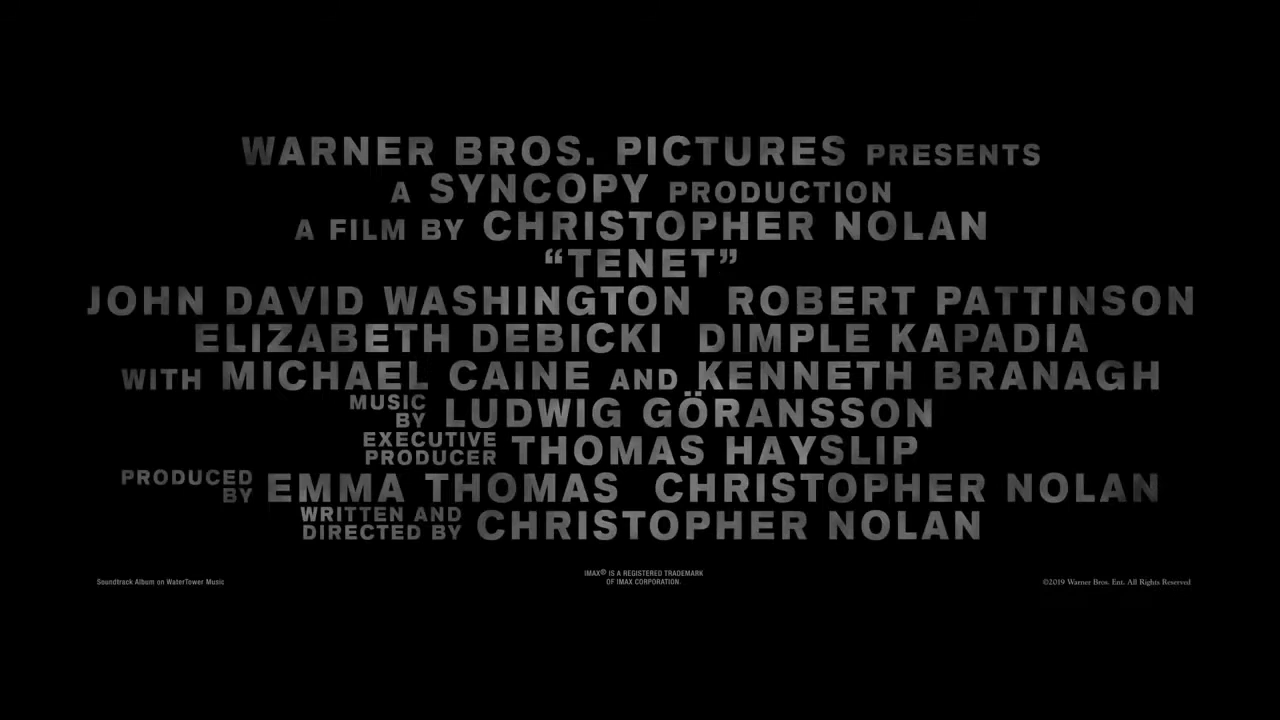 WARNER BROS. PICTURES PRESENTS
A SYNCOPY PRODUCTION
A FILM BY CHRISTOPHER NOLAN
“TENET”
JOHN DAVID WASHINGTON ROBERT PATTINSON
ELIZABETH DEBICKI DIMPLE KAPADIA
WITH MICHAEL CAINE AND KENNETH BRANAGH
MUSIC BY LUDWIG GÖRANSSON
EXECUTIVE PRODUCER THOMAS HAYSLIP
PRODUCED BY EMMA THOMAS CHRISTOPHER NOLAN
WRITTEN AND DIRECTED BY CHRISTOPHER NOLAN
Soundtrack Album on WaterTower Music
IMAX® IS A REGISTERED TRADEMARK
OF IMAX CORPORATION.
©2019 Warner Bros. Ent. All Rights Reserved